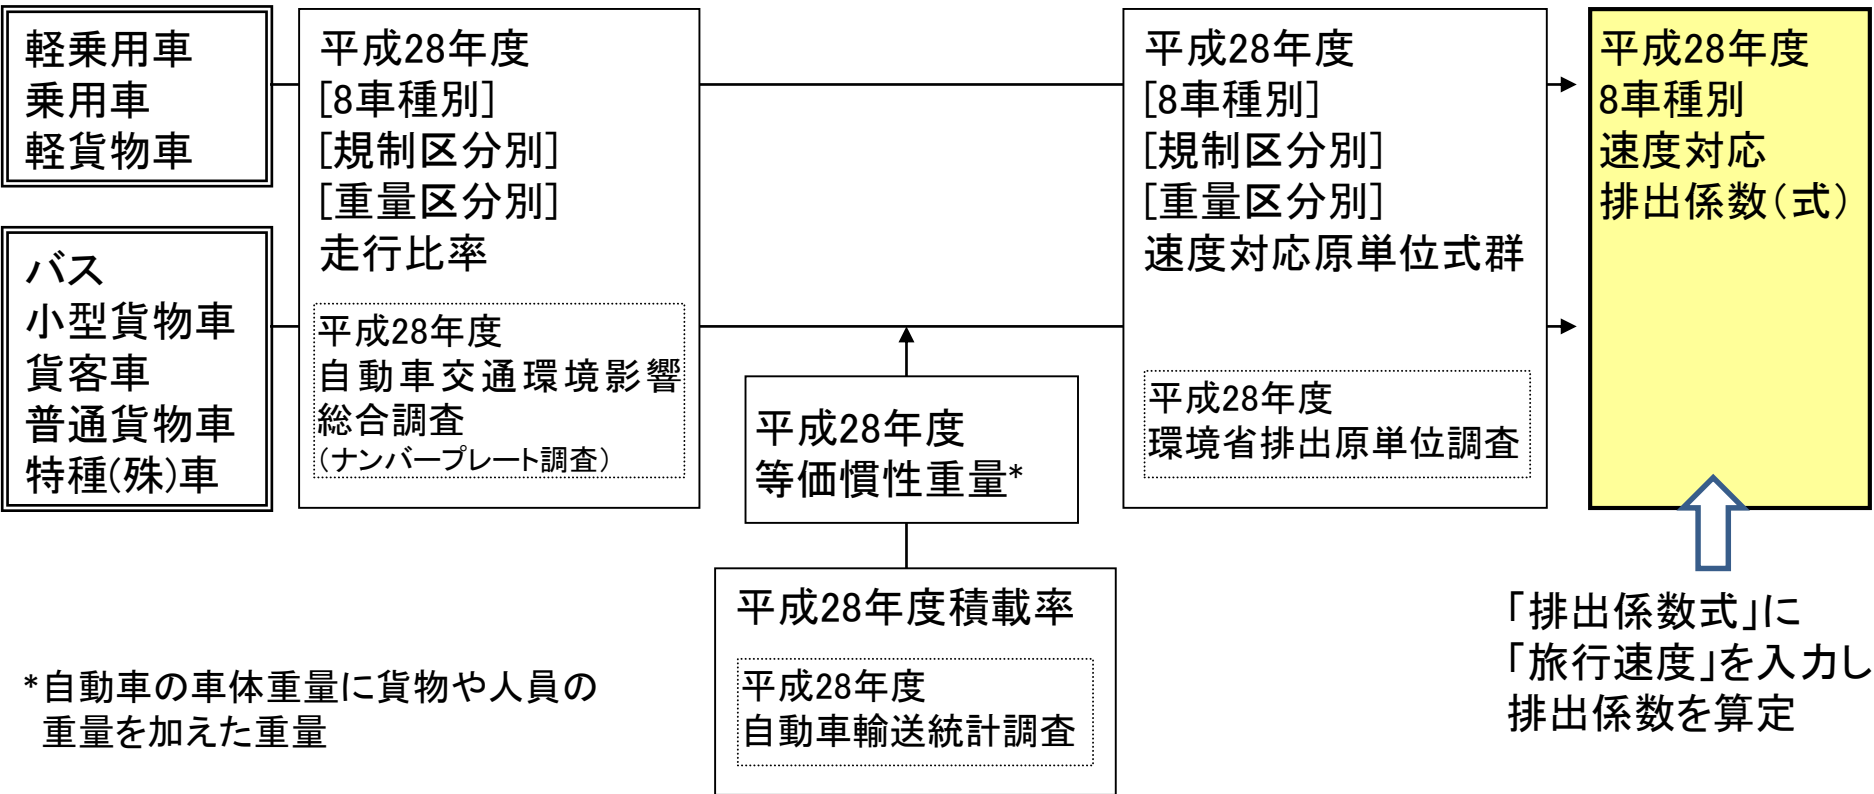 軽乗用車
乗用車
軽貨物車
バス
小型貨物車
貨客車
普通貨物車
特種(殊)車
平成28年度
[8車種別]
[規制区分別]
[重量区分別]
走行比率
平成28年度
自動車交通環境影響
総合調査
(ナンバープレート調査)
平成28年度
等価慣性重量*
平成28年度積載率
平成28年度
自動車輸送統計調査
平成28年度
[8車種別]
[規制区分別]
[重量区分別]
速度対応原単位式群
平成28年度
環境省排出原単位調査
平成28年度
8車種別
速度対応
排出係数(式)
「排出係数式」に
「旅行速度」を入力し
排出係数を算定
*自動車の車体重量に貨物や人員の
重量を加えた重量